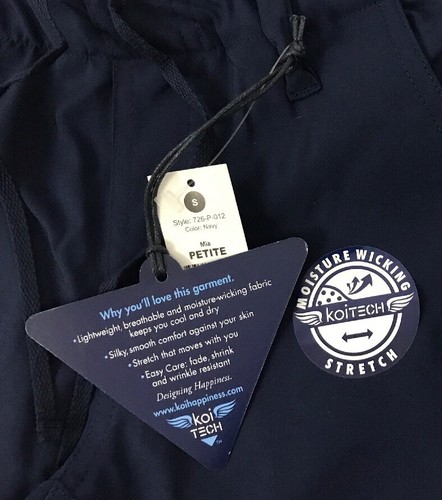 S
Style: 726-P-012
Color: Navy
Mia
PETITE
Why you'll love this garment.
• Lightweight, breathable and moisture-wicking fabric
keeps you cool and dry
• Silky, smooth comfort against your skin
• Stretch that moves with you
• Easy Care: fade, shrink
and wrinkle resistant
Designing Happiness.
www.koihappiness.com
koi
TECH
™
MOISTURE WICKING
koiTECH
STRETCH